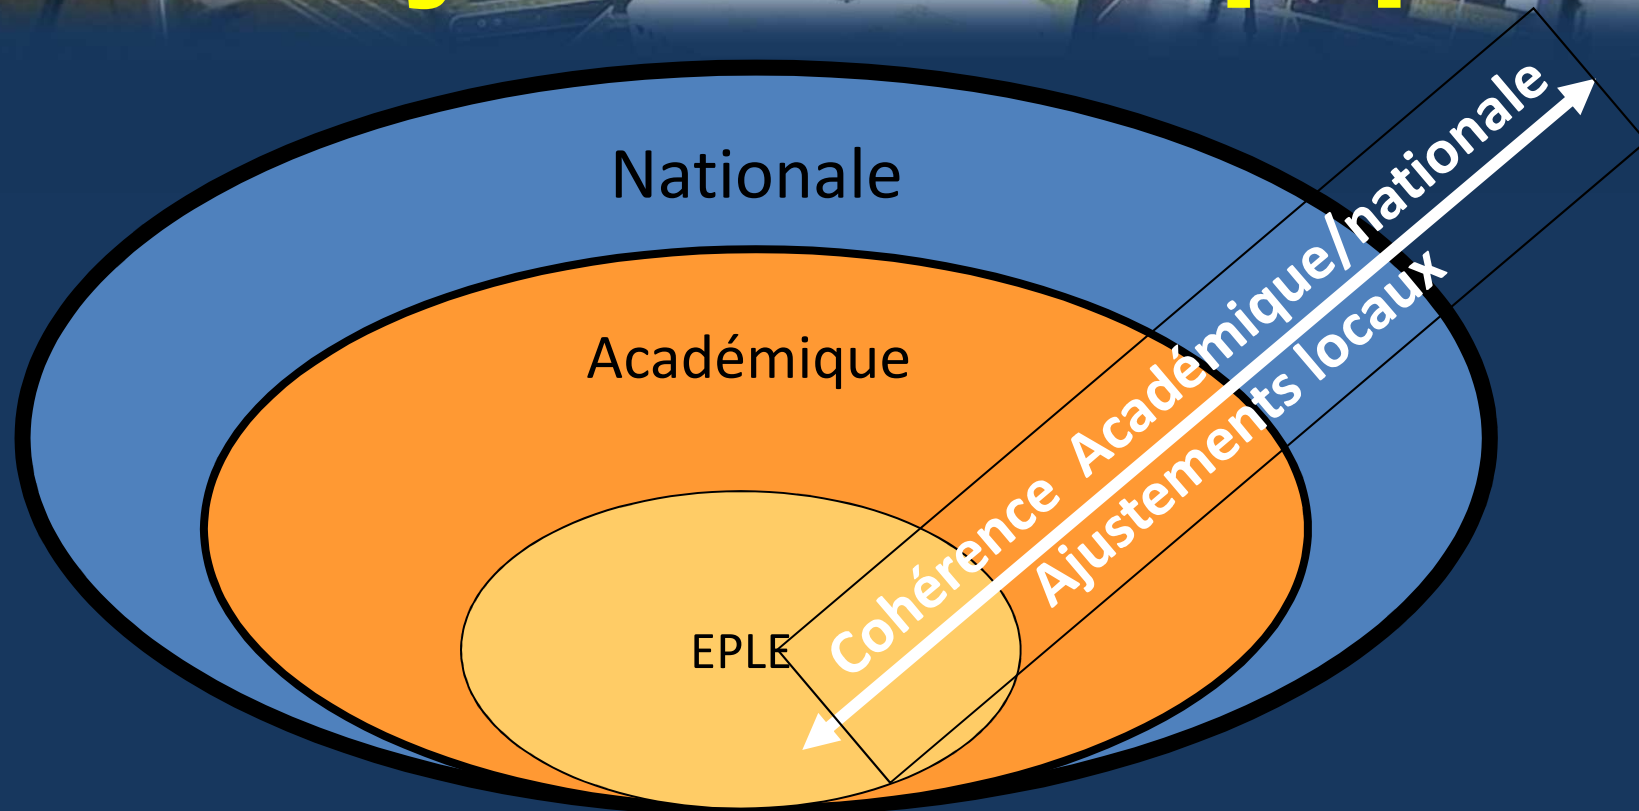 Nationale
Académique
EPLE
Cohérence Académique/nationale
Ajustements locaux